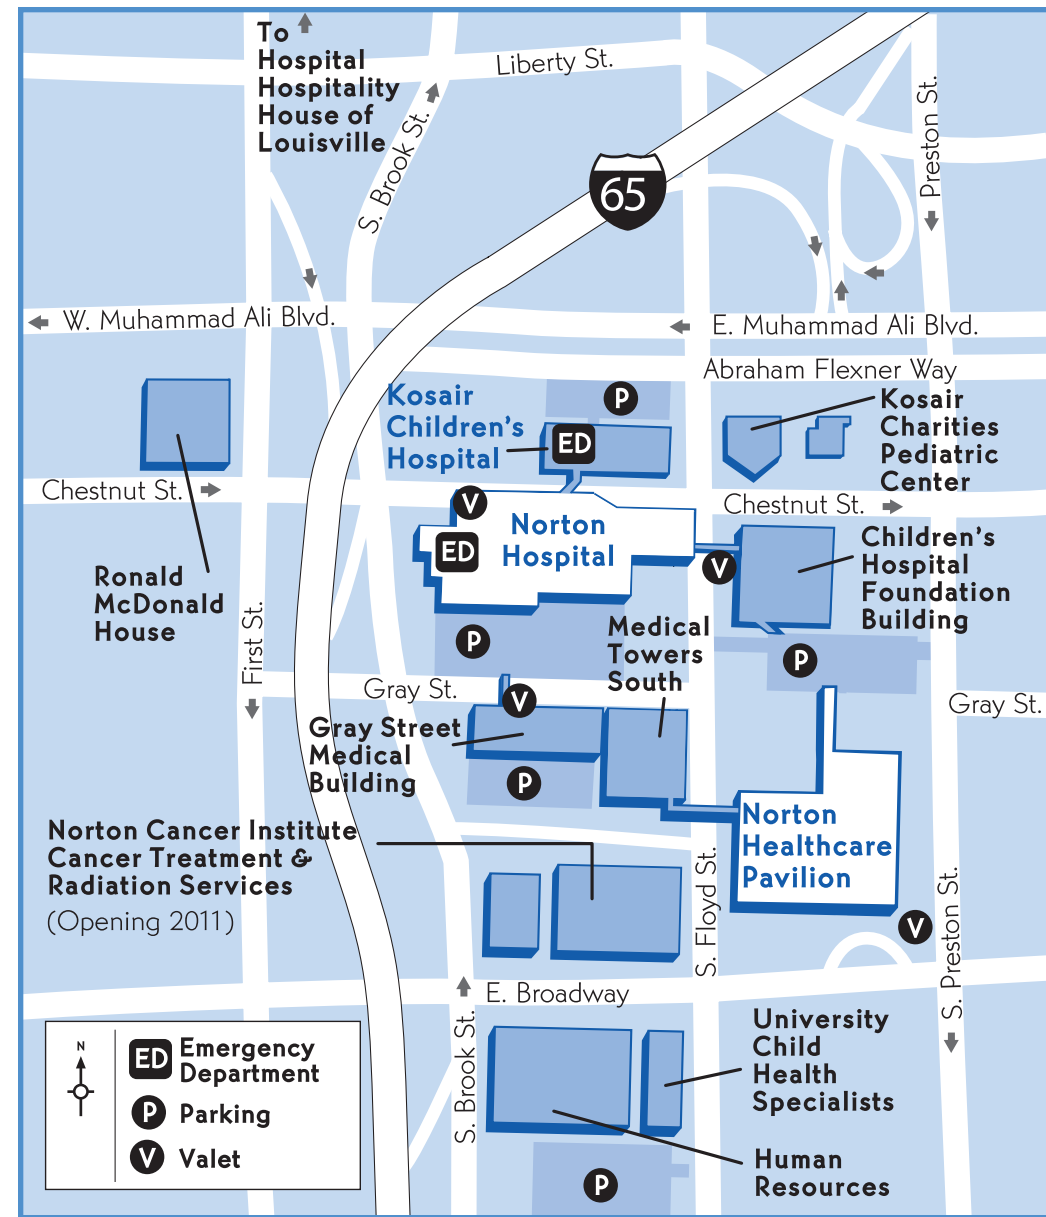 To
Hospital
Hospitality
House of
Louisville
Liberty St.
S. Brook St.
Preston St.
65
W. Muhammad Ali Blvd.
E. Muhammad Ali Blvd.
Abraham Flexner Way
Kosair
Children's
Hospital
P
ED
Kosair
Charities
Pediatric
Center
Chestnut St.
Chestnut St.
V
ED
Norton
Hospital
V
Children's
Hospital
Foundation
Building
Ronald
McDonald
House
First St.
P
Medical
Towers
South
P
Gray St.
V
Gray St.
Gray Street
Medical
Building
P
Norton
Healthcare
Pavilion
Norton Cancer Institute
Cancer Treatment &
Radiation Services
(Opening 2011)
S. Floyd St.
V
S. Preston St.
E. Broadway
S. Brook St.
University
Child
Health
Specialists
Human
Resources
P
N
ED Emergency
Department
P Parking
V Valet